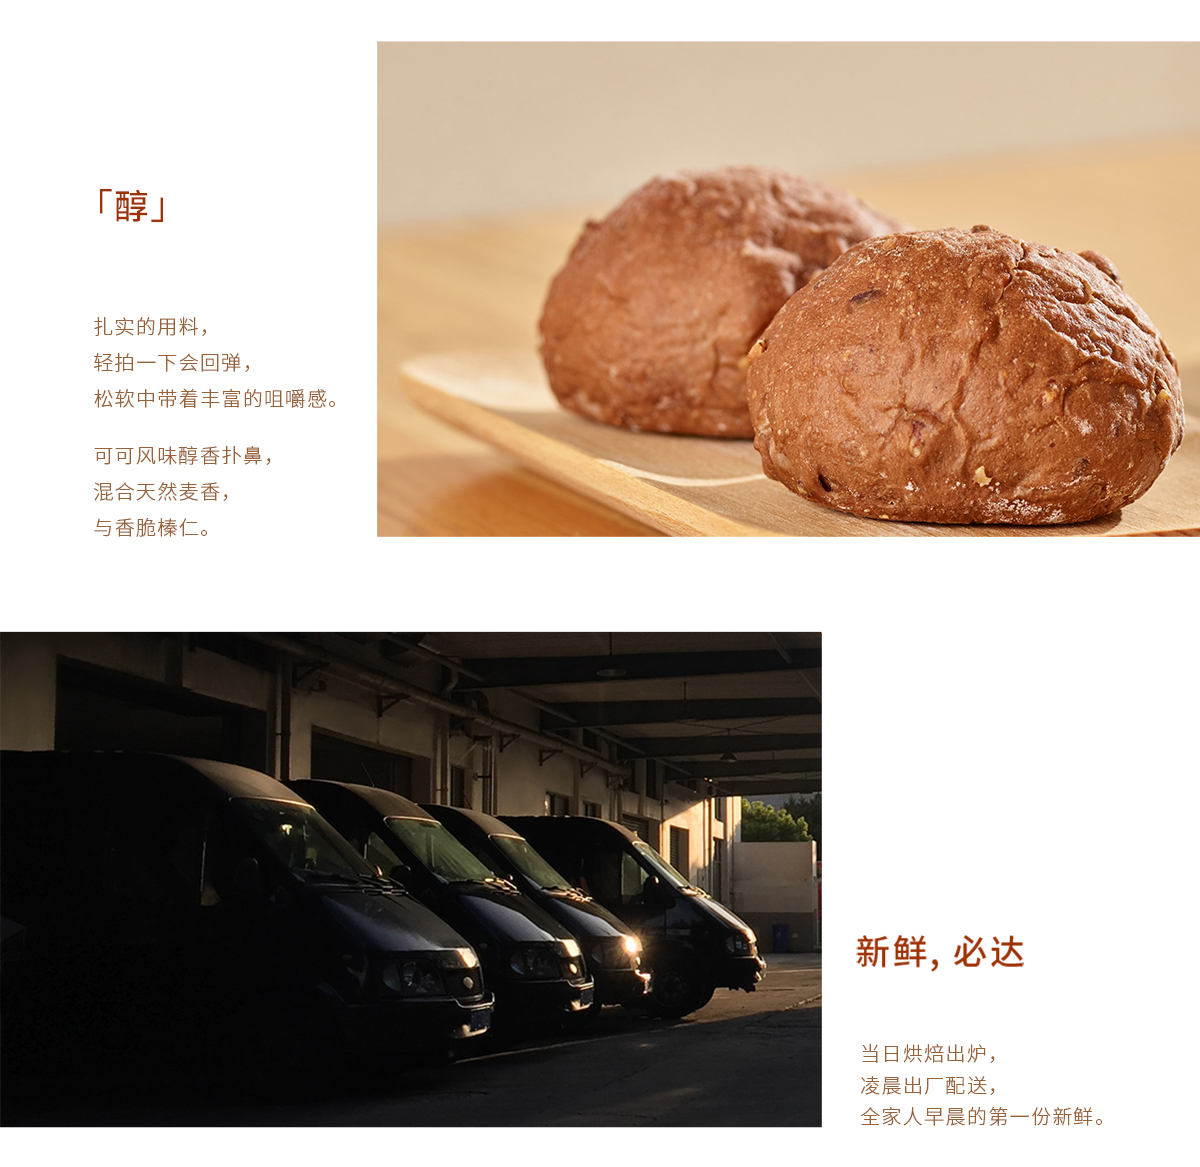 「醇」
扎实的用料，
轻拍一下会回弹，
松软中带着丰富的咀嚼感。
可可风味醇香扑鼻，
混合天然麦香，
与香脆榛仁。
新鲜，必达
当日烘焙出炉，
凌晨出厂配送，
全家人早晨的第一份新鲜。